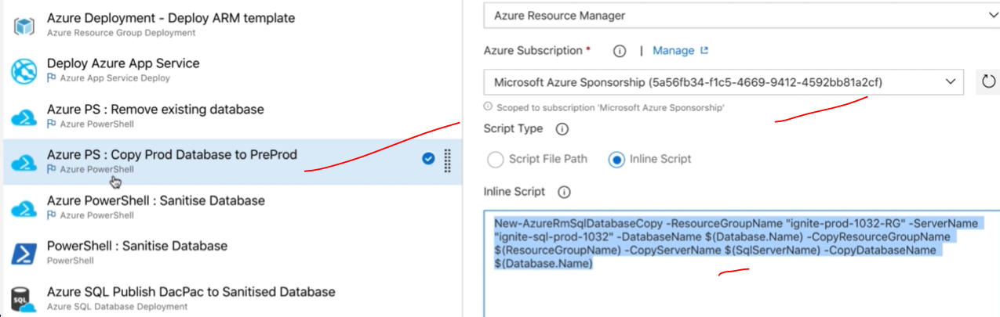 Azure Deployment - Deploy ARM template
Azure Resource Group Deployment
Deploy Azure App Service
Azure App Service Deploy
Azure PS : Remove existing database
Azure PowerShell
Azure PS : Copy Prod Database to PreProd
Azure PowerShell
Azure PowerShell : Sanitise Database
Azure PowerShell
PowerShell : Sanitise Database
PowerShell
SQL
Azure SQL Publish DacPac to Sanitised Database
Azure SQL Database Deployment
Azure Resource Manager
Azure Subscription *
|
Manage
Microsoft Azure Sponsorship (5a56fb34-f1c5-4669-9412-4592bb81a2cf)
Scoped to subscription 'Microsoft Azure Sponsorship'
Script Type
Script File Path
Inline Script
Inline Script
New-AzureRmSqlDatabaseCopy -ResourceGroupName "ignite-prod-1032-RG" -ServerName
"ignite-sql-prod-1032" -DatabaseName $(Database.Name) -CopyResourceGroupName
$(ResourceGroupName) -CopyServerName $(SqlServerName) -CopyDatabaseName
$(Database.Name)